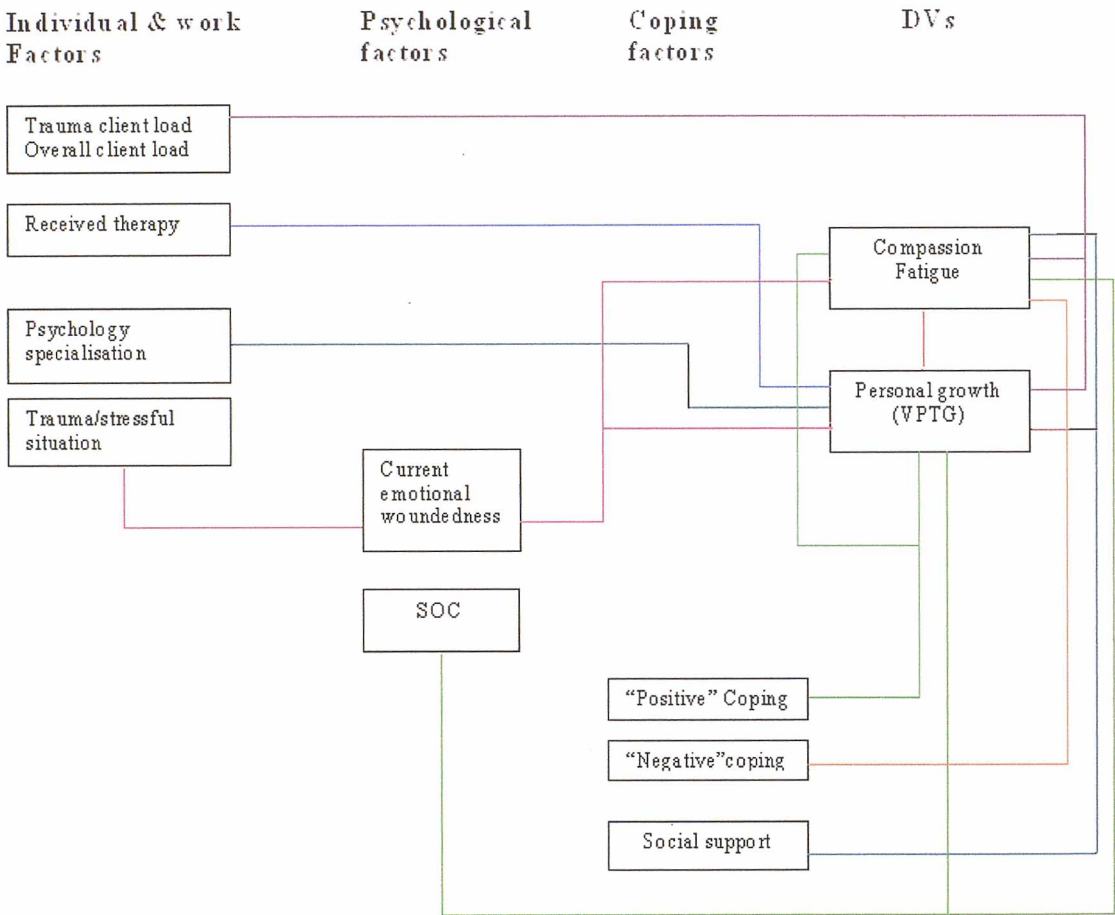 Individual & work
Factors
Psychological
factors
Coping
factors
DVs
Trauma client load
Overall client load
Received therapy
Compassion
Fatigue
Psychology
specialisation
Personal growth
(VPTG)
Trauma/stressful
situation
Current
emotional
woundedness
SOC
“Positive” Coping
“Negative”coping
Social support